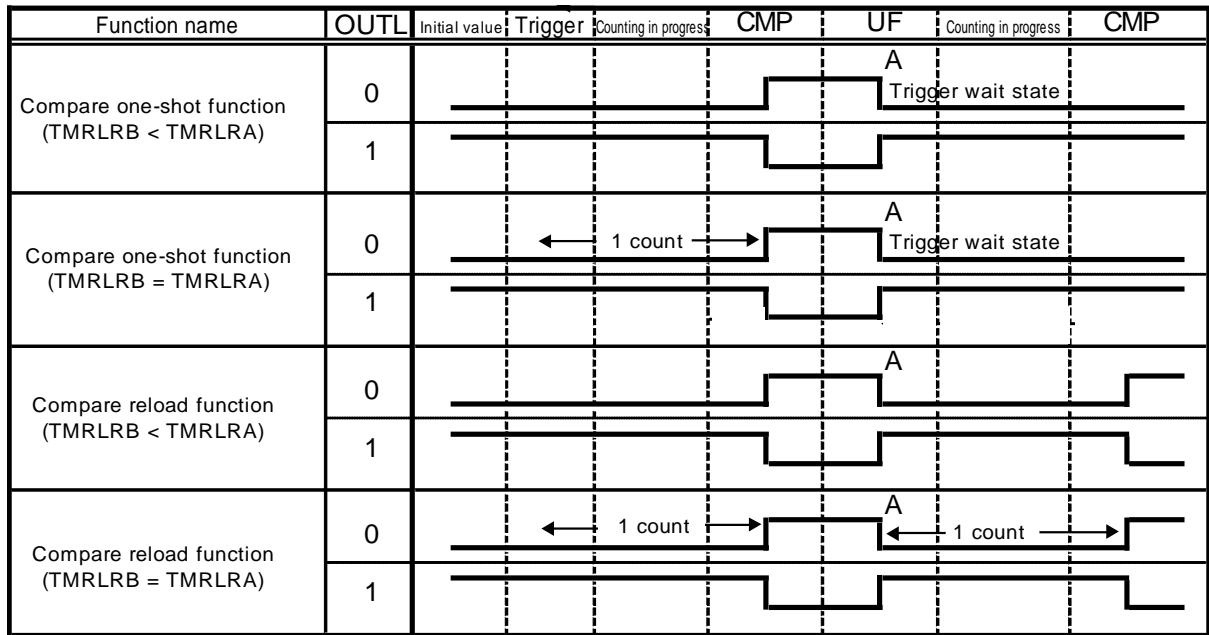 Function name OUTL Initial value Trigger Counting in progress CMP UF Counting in progress CMP
Compare one-shot function
(TMRLRB < TMRLRA)
0
A
Trigger wait state
1
Compare one-shot function
(TMRLRB = TMRLRA)
0
1 count
A
Trigger wait state
1
Compare reload function
(TMRLRB < TMRLRA)
0
A
1
Compare reload function
(TMRLRB = TMRLRA)
0
1 count
A
1 count
1